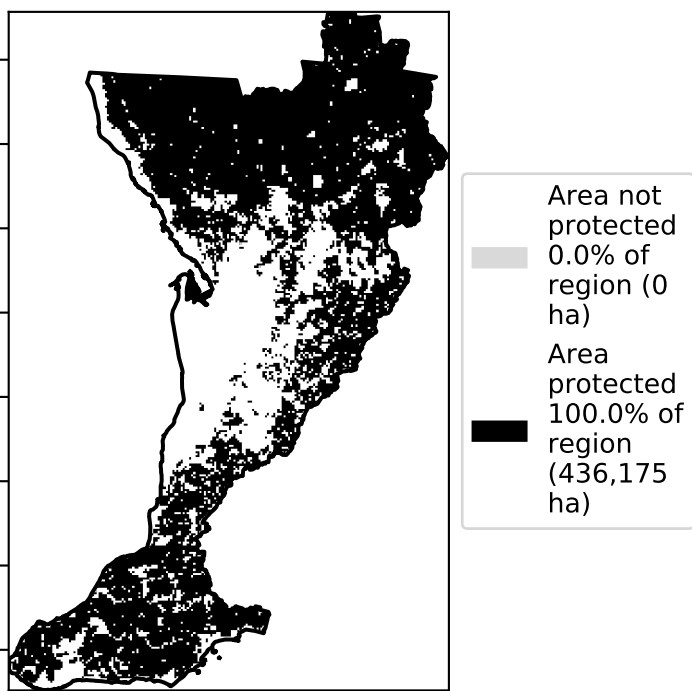 Area not
protected
0.0% of
region (0
ha)
Area
protected
100.0% of
region
(436,175
ha)